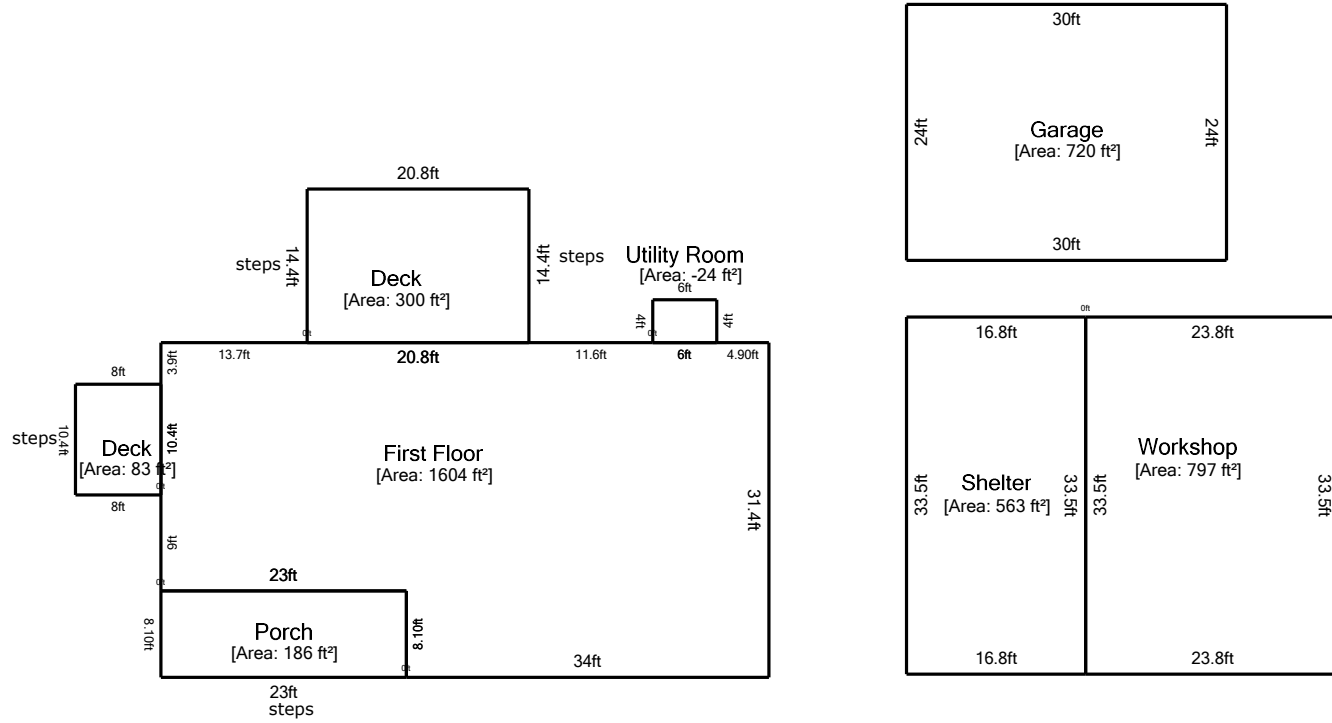 30ft
24ft
Garage
24ft
[Area: 720 ft²]
30ft
20.8ft
steps
14.4ft
Deck
[Area: 300 ft²]
14.4ft
steps
Utility Room
[Area: -24 ft²]
6ft
4ft
4ft
0ft
0ft
13.7ft
20.8ft
11.6ft
6ft
4.90ft
3.9ft
8ft
steps
10.4ft
Deck
[Area: 83 ft²]
10.4ft
0ft
8ft
First Floor
[Area: 1604 ft²]
31.4ft
9ft
0ft
23ft
8.10ft
Porch
[Area: 186 ft²]
8.10ft
0ft
34ft
23ft
steps
0ft
16.8ft
23.8ft
33.5ft
Shelter
[Area: 563 ft²]
33.5ft
33.5ft
Workshop
[Area: 797 ft²]
33.5ft
16.8ft
23.8ft